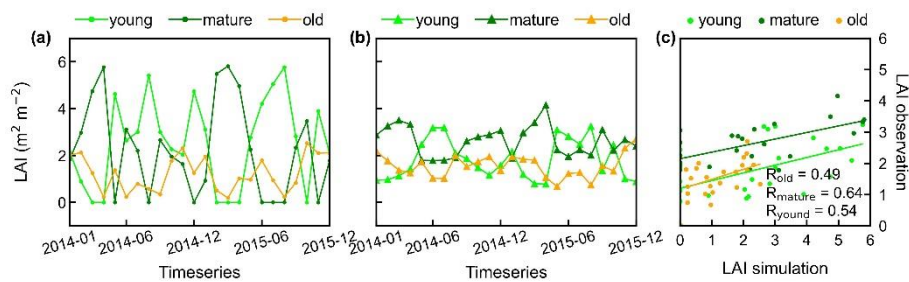 young mature old
(a)
6
4
2
0
LAI (m² m⁻²)
2014-01 2014-06 2014-12 2015-06 2015-12
Timeseries
young mature old
(b)
2014-01 2014-06 2014-12 2015-06 2015-12
Timeseries
young mature old
(c)
6
5
4
3
2
1
0
LAI observation
R_old = 0.49
R_mature = 0.64
R_yound = 0.54
0 1 2 3 4 5 6
LAI simulation